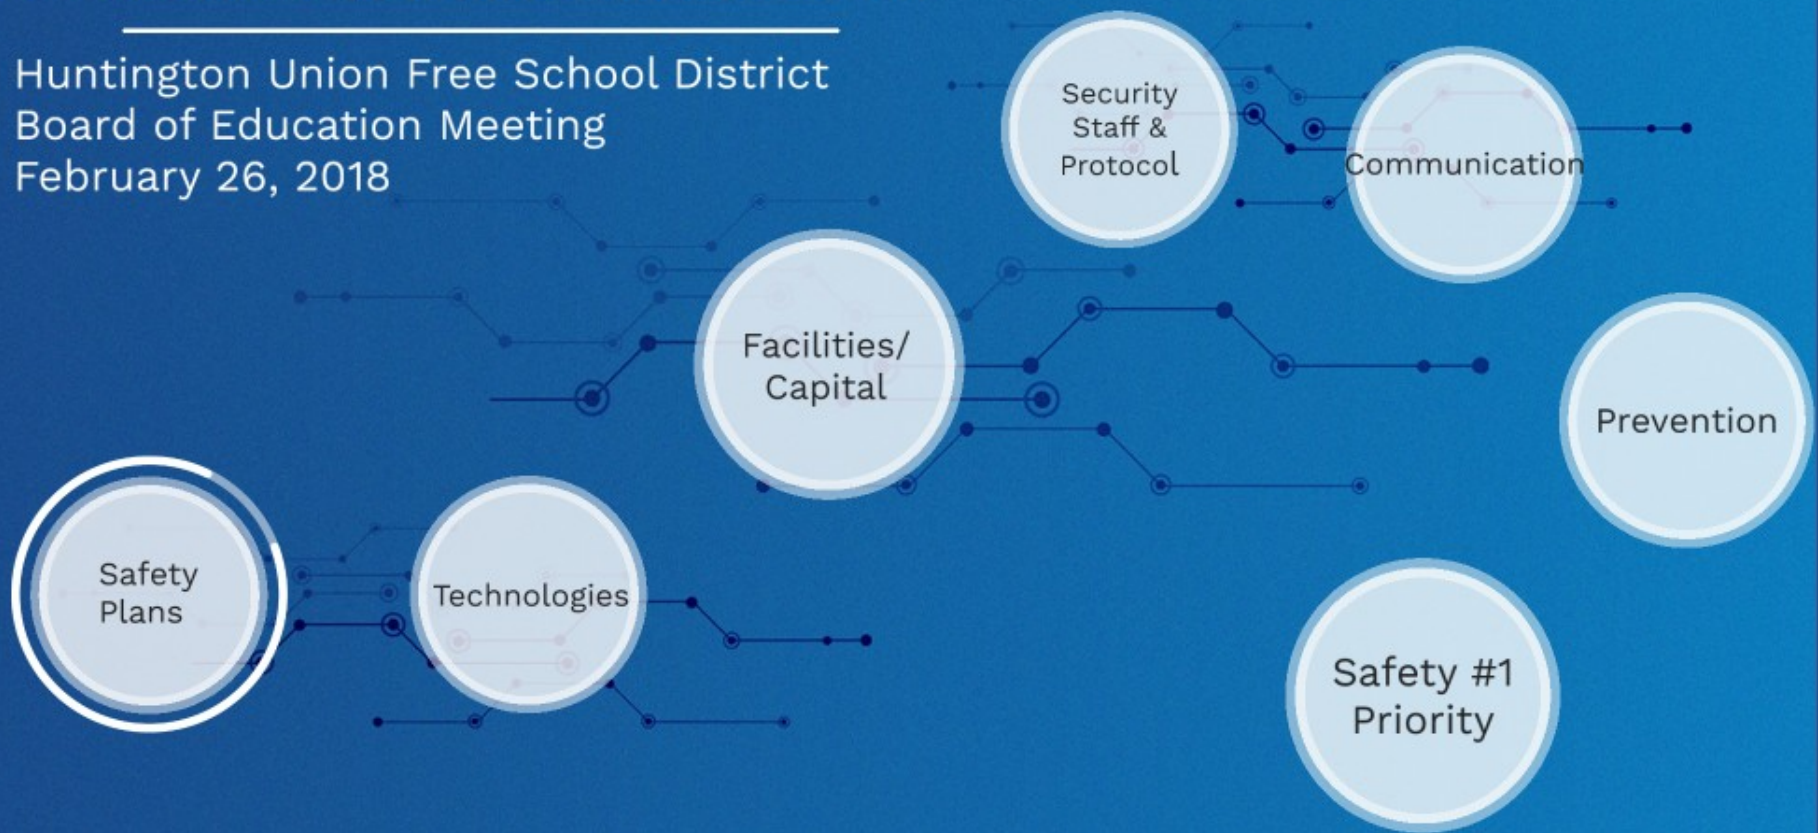 Huntington Union Free School District
Board of Education Meeting
February 26, 2018
Security
Staff &
Protocol
Communication
Facilities/
Capital
Prevention
Safety
Plans
Technologies
Safety #1
Priority